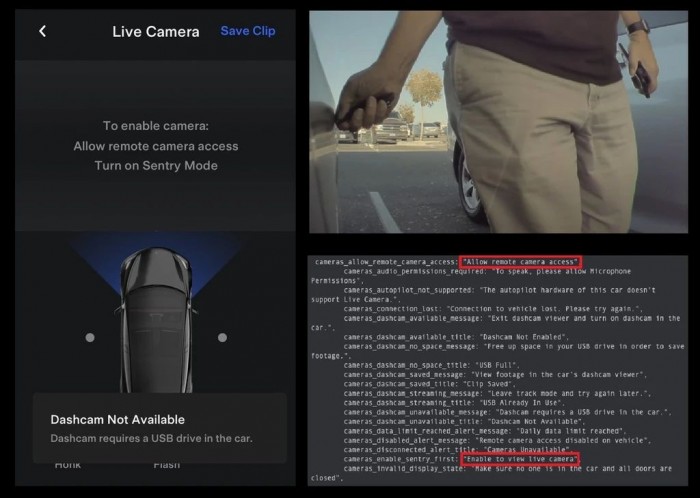 Live Camera
Save Clip
To enable camera:
Allow remote camera access
Turn on Sentry Mode
Dashcam Not Available
Dashcam requires a USB drive in the car.
Honk
Flash
cameras_allow_remote_camera_access: "Allow remote camera access",
cameras_audio_permissions_required: "To speak, please allow Microphone
Permissions",
cameras_autopilot_not_supported: "The autopilot hardware of this car doesn't
support Live Camera.",
cameras_connection_lost: "Connection to vehicle lost. Please try again.",
cameras_dashcam_available_message: "Exit dashcam viewer and turn on dashcam in the
car.",
cameras_dashcam_available_title: "Dashcam Not Enabled",
cameras_dashcam_no_space_message: "Free up space in your USB drive in order to save
footage.",
cameras_dashcam_no_space_title: "USB Full",
cameras_dashcam_saved_message: "View footage in the car's dashcam viewer",
cameras_dashcam_saved_title: "Clip Saved",
cameras_dashcam_streaming_message: "Leave track mode and try again later.",
cameras_dashcam_streaming_title: "USB Already In Use",
cameras_dashcam_unavailable_message: "Dashcam requires a USB drive in the car.",
cameras_dashcam_unavailable_title: "Dashcam Not Available",
cameras_data_limit_reached_alert_message: "Daily data limit reached",
cameras_disabled_alert_message: "Remote camera access disabled on vehicle",
cameras_disconnected_alert_title: "Cameras Unavailable",
cameras_enable_sentry_first: "Enable to view live camera",
cameras_invalid_display_state: "Make sure no one is in the car and all doors are
closed",